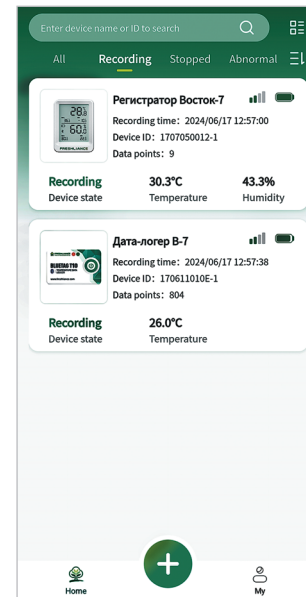 Enter device name or ID to search
All Recording Stopped Abnormal
Регистратор Восток-7
Recording time: 2024/06/17 12:57:00
Device ID: 1707050012-1
Data points: 9
FRESHLIANCE
Recording 30.3°C 43.3%
Device state Temperature Humidity
Дата-логер В-7
Recording time: 2024/06/17 12:57:38
Device ID: 170611010E-1
Data points: 804
BLUETAG T10
Recording 26.0°C
Device state Temperature
Home
My